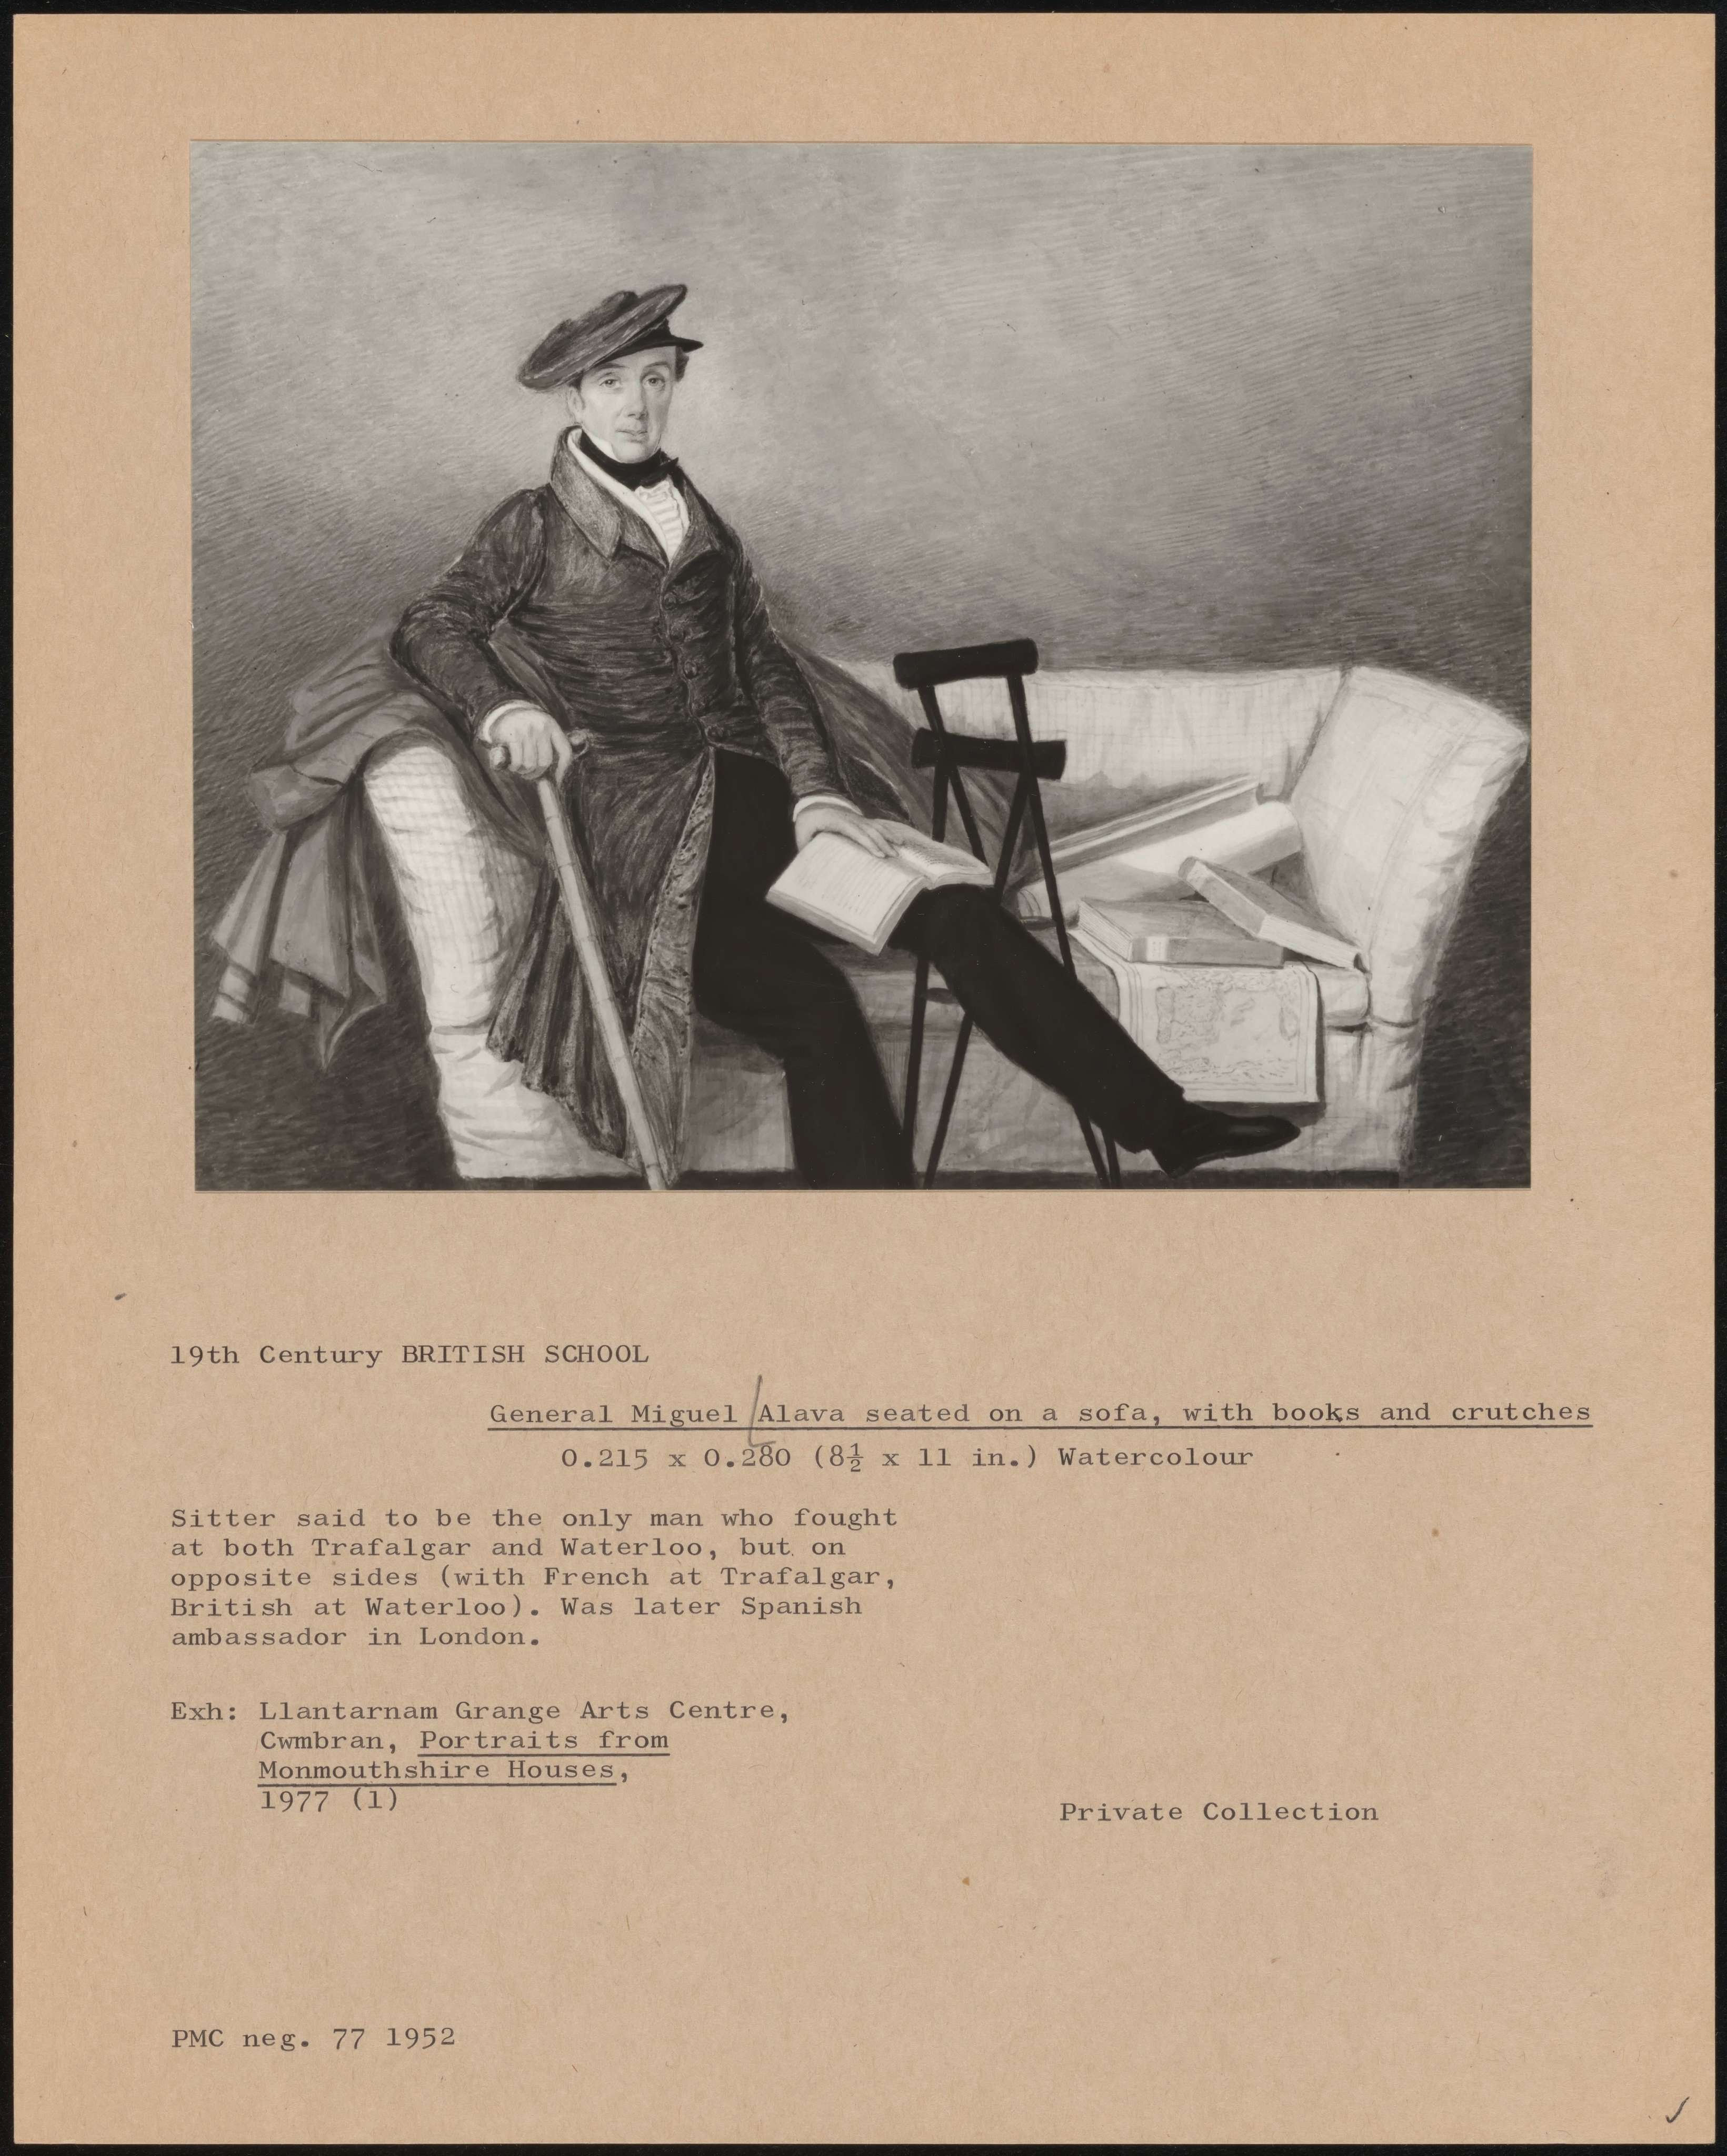 19th Century BRITISH SCHOOL
General Miguel Alava seated on a sofa, with books and crutches
0.215 x 0.280 (8½ x 11 in.) Watercolour
Sitter said to be the only man who fought
at both Trafalgar and Waterloo, but on
opposite sides (with French at Trafalgar,
British at Waterloo). Was later Spanish
ambassador in London.
Exh: Llantarnam Grange Arts Centre,
Cwmbran, Portraits from
Monmouthshire Houses,
1977 (1)
Private Collection
PMC neg. 77 1952